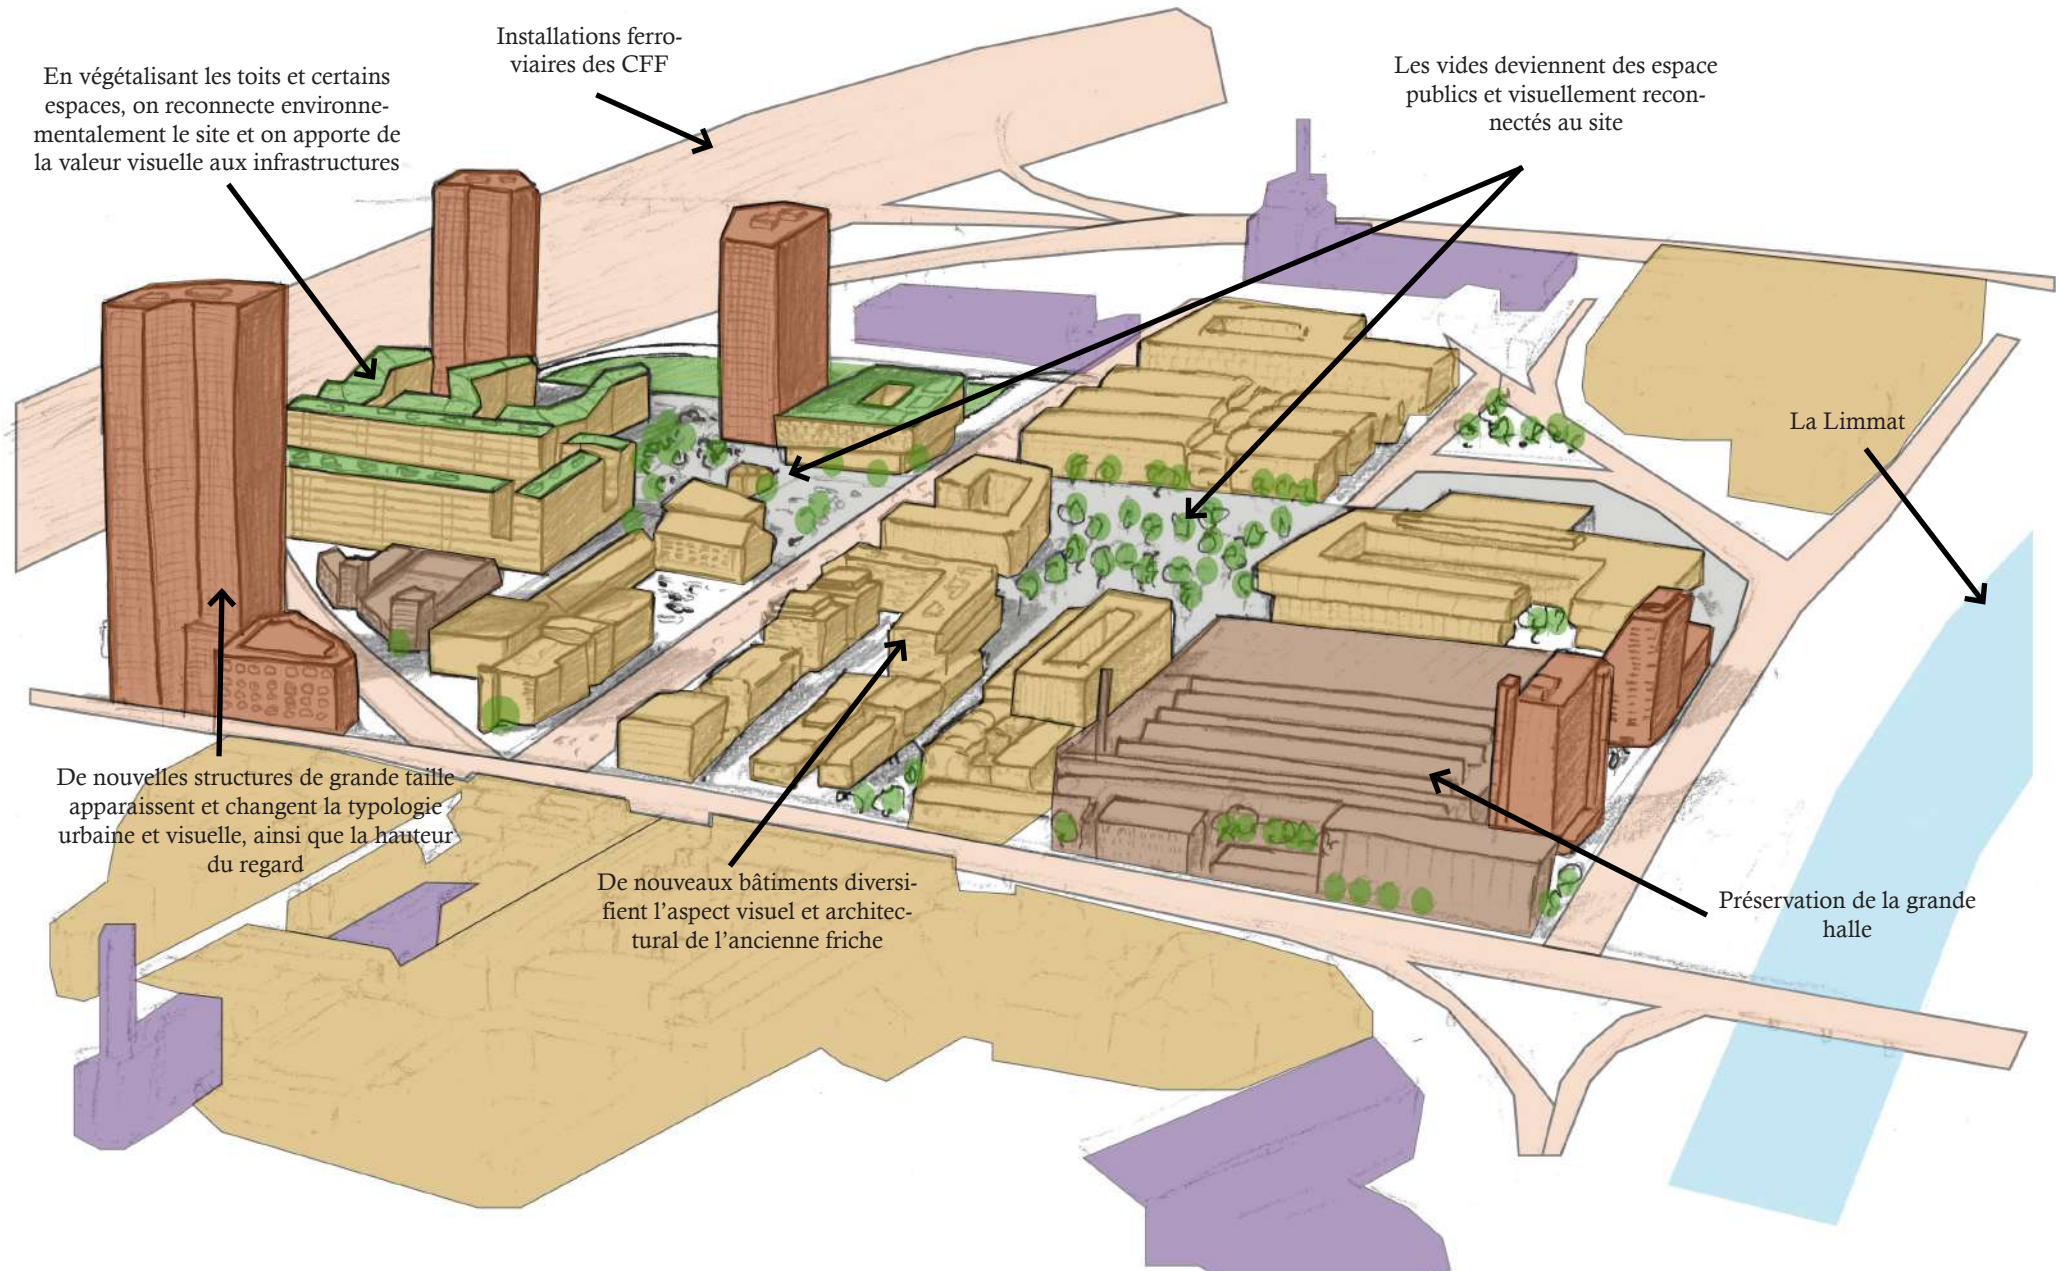 Installations ferro-
viaires des CFF
En végétalisant les toits et certains
espaces, on reconnecte environne-
mentalement le site et on apporte de
la valeur visuelle aux infrastructures
Les vides deviennent des espace
publics et visuellement recon-
nectés au site
La Limmat
De nouvelles structures de grande taille
apparaissent et changent la typologie
urbaine et visuelle, ainsi que la hauteur
du regard
De nouveaux bâtiments diversi-
fient l’aspect visuel et architec-
tural de l’ancienne friche
Préservation de la grande
halle